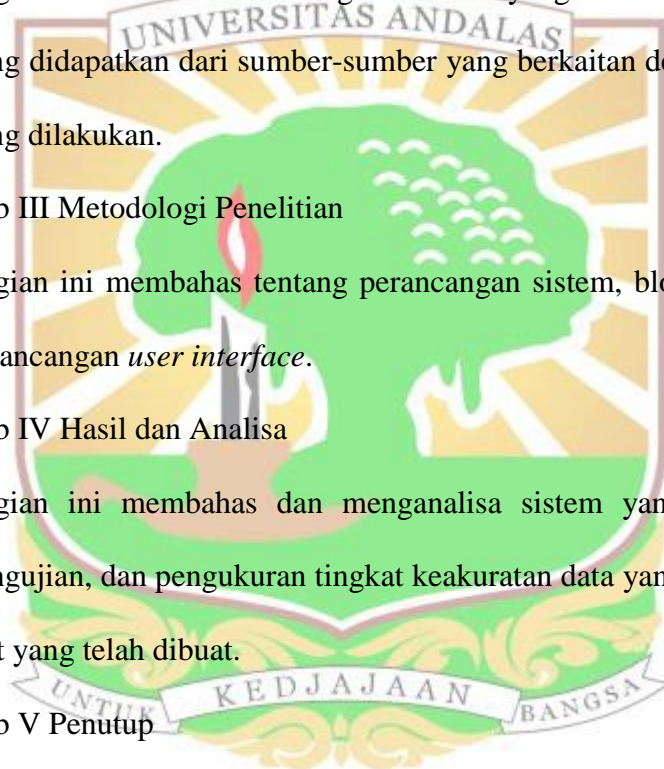 UNIVERSITAS ANDALAS
ng didapatkan dari sumber-sumber yang berkaitan de
ng dilakukan.
b III Metodologi Penelitian
gian ini membahas tentang perancangan sistem, blo
ancangan user interface.
b IV Hasil dan Analisa
gian ini membahas dan menganalisa sistem yan
ngujian, dan pengukuran tingkat keakuratan data yan
t yang telah dibuat.
UNTUK KEDJAJAAN BANGSA
b V Penutup